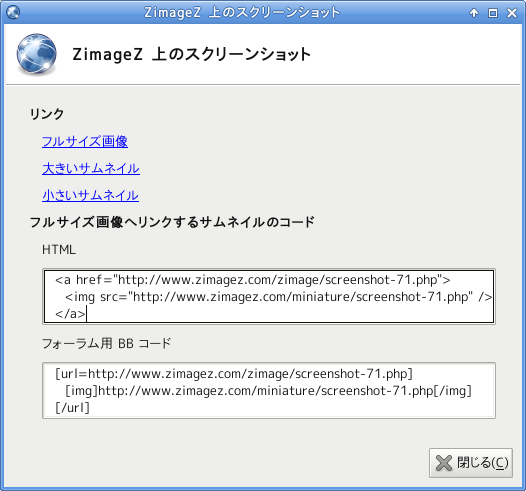 ZimageZ 上のスクリーンショット
ZimageZ 上のスクリーンショット
リンク
フルサイズ画像
大きいサムネイル
小さいサムネイル
フルサイズ画像へリンクするサムネイルのコード
HTML
<a href="http://www.zimagez.com/zimage/screenshot-71.php">
<img src="http://www.zimagez.com/miniature/screenshot-71.php" />
</a>
フォーラム用 BB コード
[url=http://www.zimagez.com/zimage/screenshot-71.php]
[img]http://www.zimagez.com/miniature/screenshot-71.php[/img]
[/url]
閉じる(C)